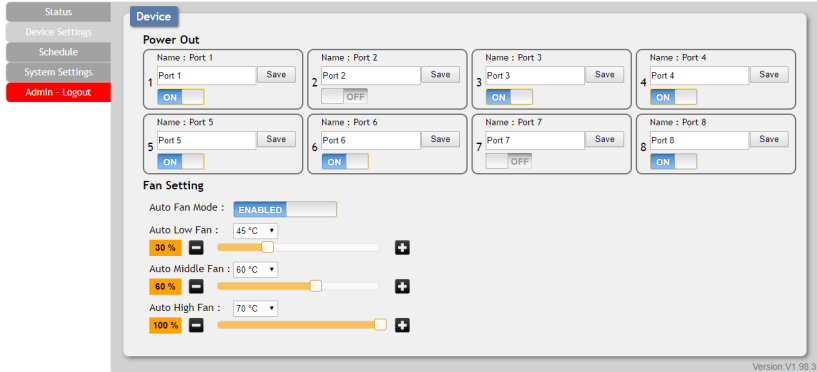 Status
Device Settings
Schedule
System Settings
Admin - Logout
Device
Power Out
Name : Port 1
1 Port 1 Save
ON
Name : Port 2
2 Port 2 Save
OFF
Name : Port 3
3 Port 3 Save
ON
Name : Port 4
4 Port 4 Save
ON
Name : Port 5
5 Port 5 Save
ON
Name : Port 6
6 Port 6 Save
ON
Name : Port 7
7 Port 7 Save
OFF
Name : Port 8
8 Port 8 Save
ON
Fan Setting
Auto Fan Mode : ENABLED
Auto Low Fan : 45 °C
30 %
Auto Middle Fan : 60 °C
60 %
Auto High Fan : 70 °C
100 %
Version:V1.98.3